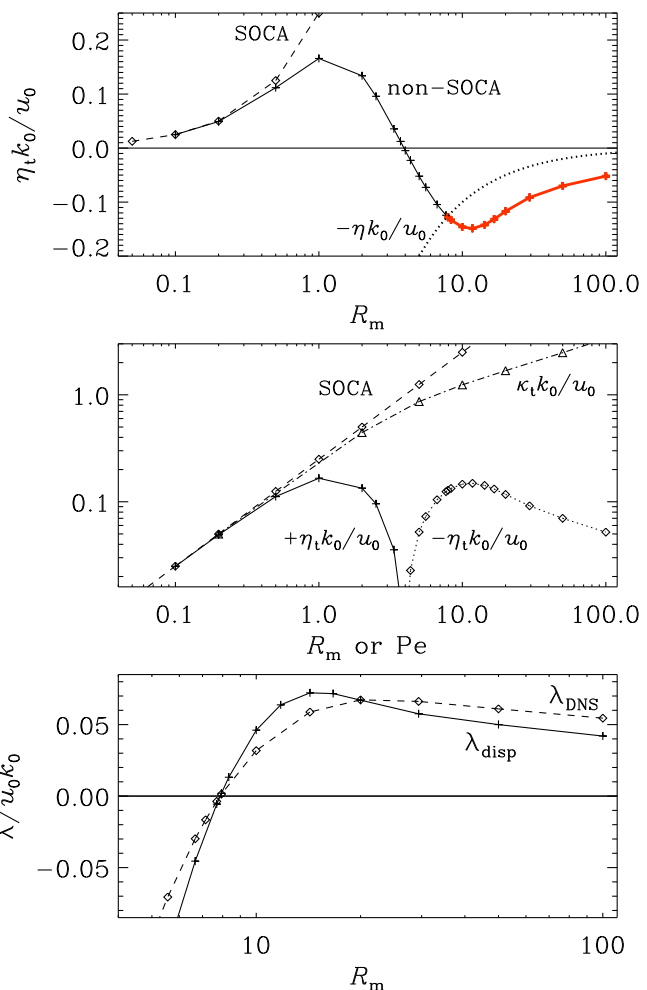 0.2
SOCA
0.1
non−SOCA
0.0
−0.1
−ηk₀/u₀
−0.2
ηₜk₀/u₀
0.1 1.0 10.0 100.0
Rₘ
SOCA
κₜk₀/u₀
1.0
0.1
+ηₜk₀/u₀
−ηₜk₀/u₀
0.1 1.0 10.0 100.0
Rₘ or Pe
λ_DNS
0.05
λ_disp
0.00
−0.05
λ/u₀k₀
10 100
Rₘ